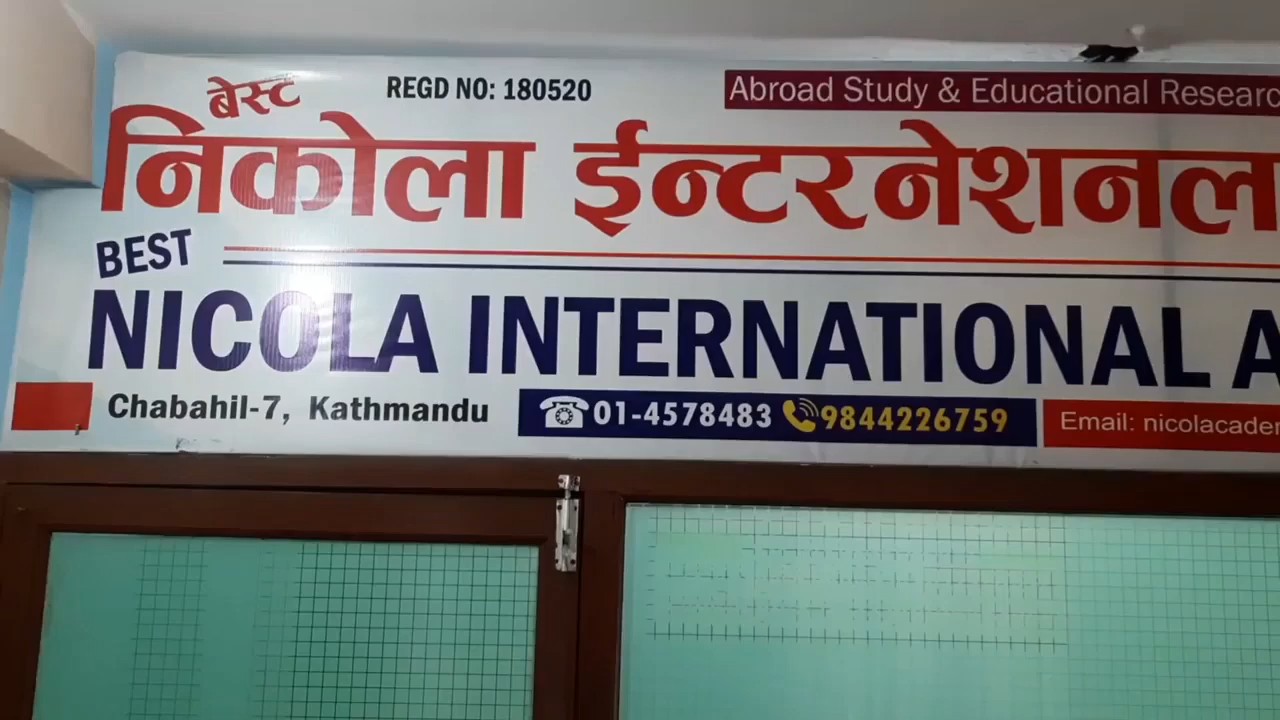 बेस्ट
REGD NO: 180520
Abroad Study & Educational
निकोला ईन्टरनेशनल
BEST
NICOLA INTERNATIONAL
Chabahil-7, Kathmandu
01-4578483 9844226759
Email: